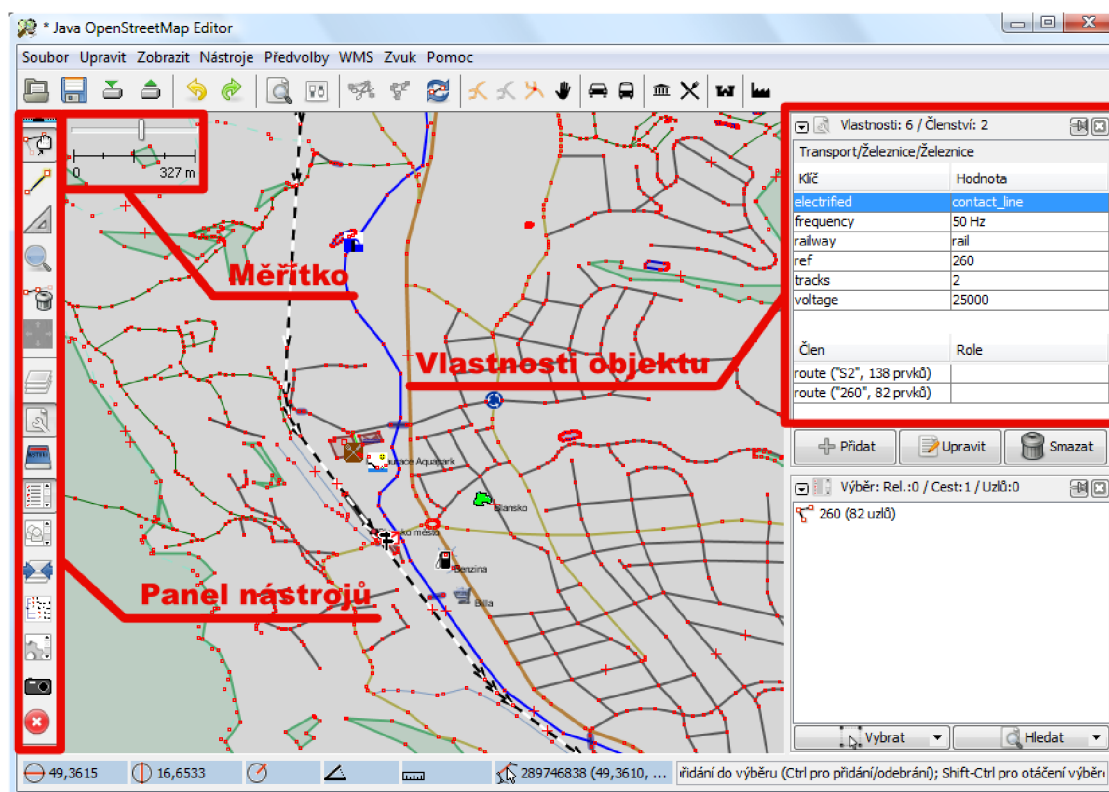 * Java OpenStreetMap Editor
Soubor Upravit Zobrazit Nástroje Předvolby WMS Zvuk Pomoc
0 327 m
Měřítko
Vlastnosti objektu
Panel nástrojů
Aquapark
Blansko
město
Benzina
Billa
Vlastnosti: 6 / Členství: 2
Transport/Železnice/Železnice
Klíč Hodnota
electrified contact_line
frequency 50 Hz
railway rail
ref 260
tracks 2
voltage 25000
Člen Role
route ("S2", 138 prvků)
route ("260", 82 prvků)
Přidat Upravit Smazat
Výběr: Rel.:0 / Cest:1 / Uzlů:0
260 (82 uzlů)
Vybrat Hledat
49,3615 16,6533 289746838 (49,3610, ... řidání do výběru (Ctrl pro přidání/odebrání); Shift-Ctrl pro otáčení výběru